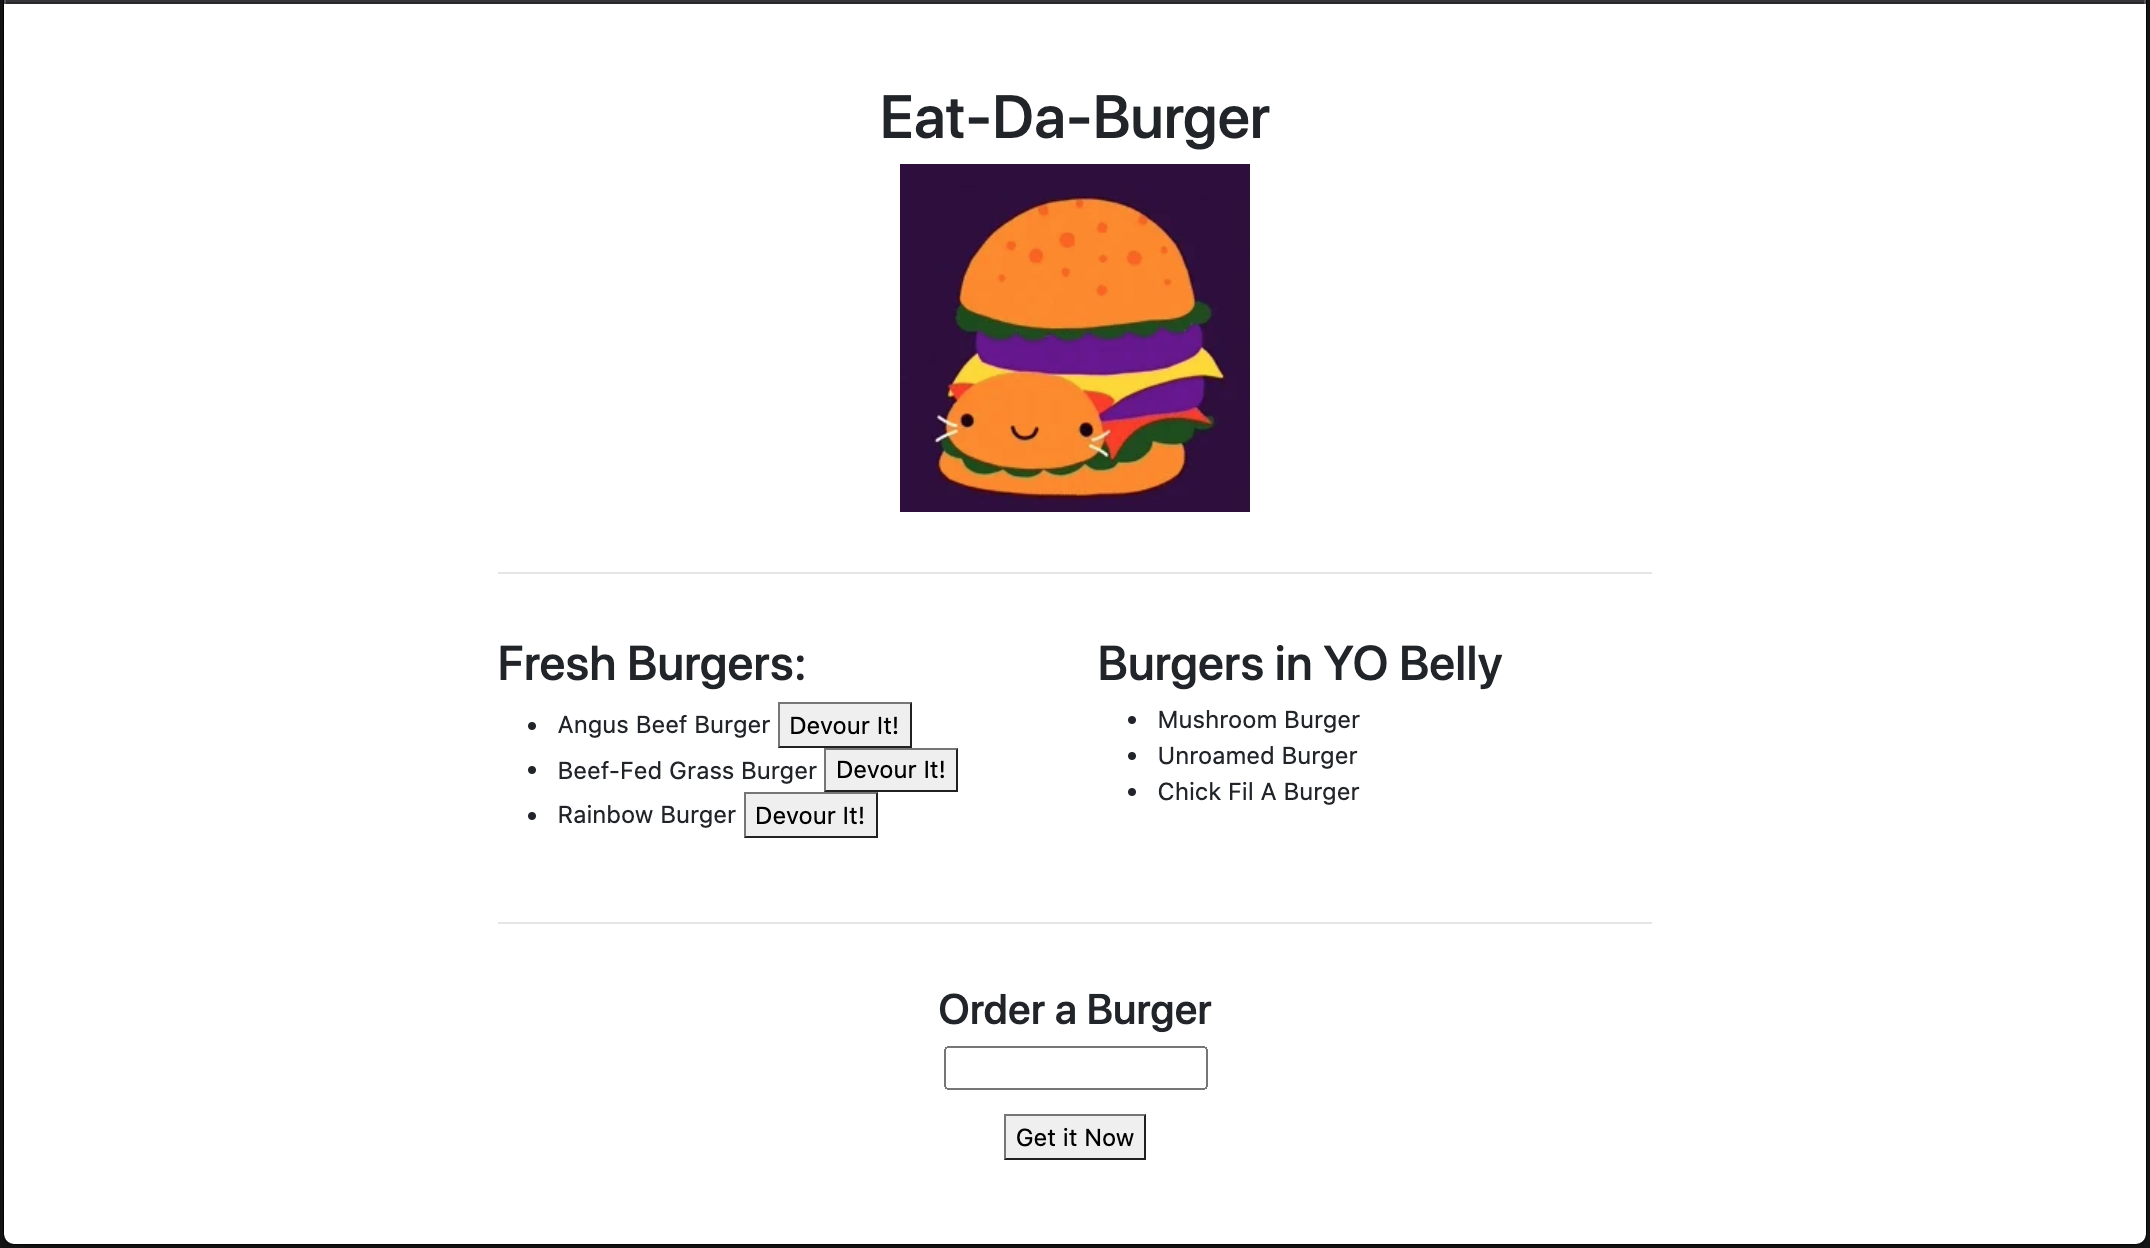 Eat-Da-Burger
Fresh Burgers:
Angus Beef Burger Devour It!
Beef-Fed Grass Burger Devour It!
Rainbow Burger Devour It!
Burgers in YO Belly
Mushroom Burger
Unroamed Burger
Chick Fil A Burger
Order a Burger
Get it Now